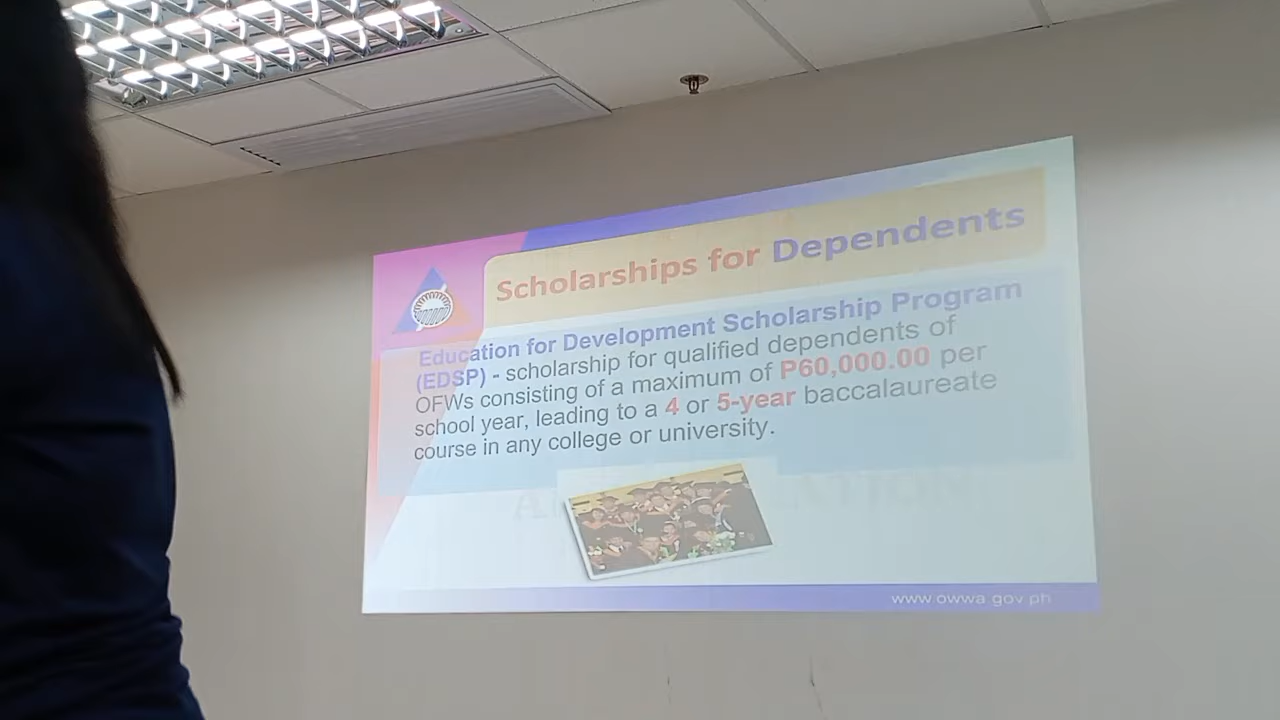 Scholarships for Dependents
Education for Development Scholarship Program
(EDSP) - scholarship for qualified dependents of
OFWs consisting of a maximum of P60,000.00 per
school year, leading to a 4 or 5-year baccalaureate
course in any college or university.
www.owwa.gov.ph